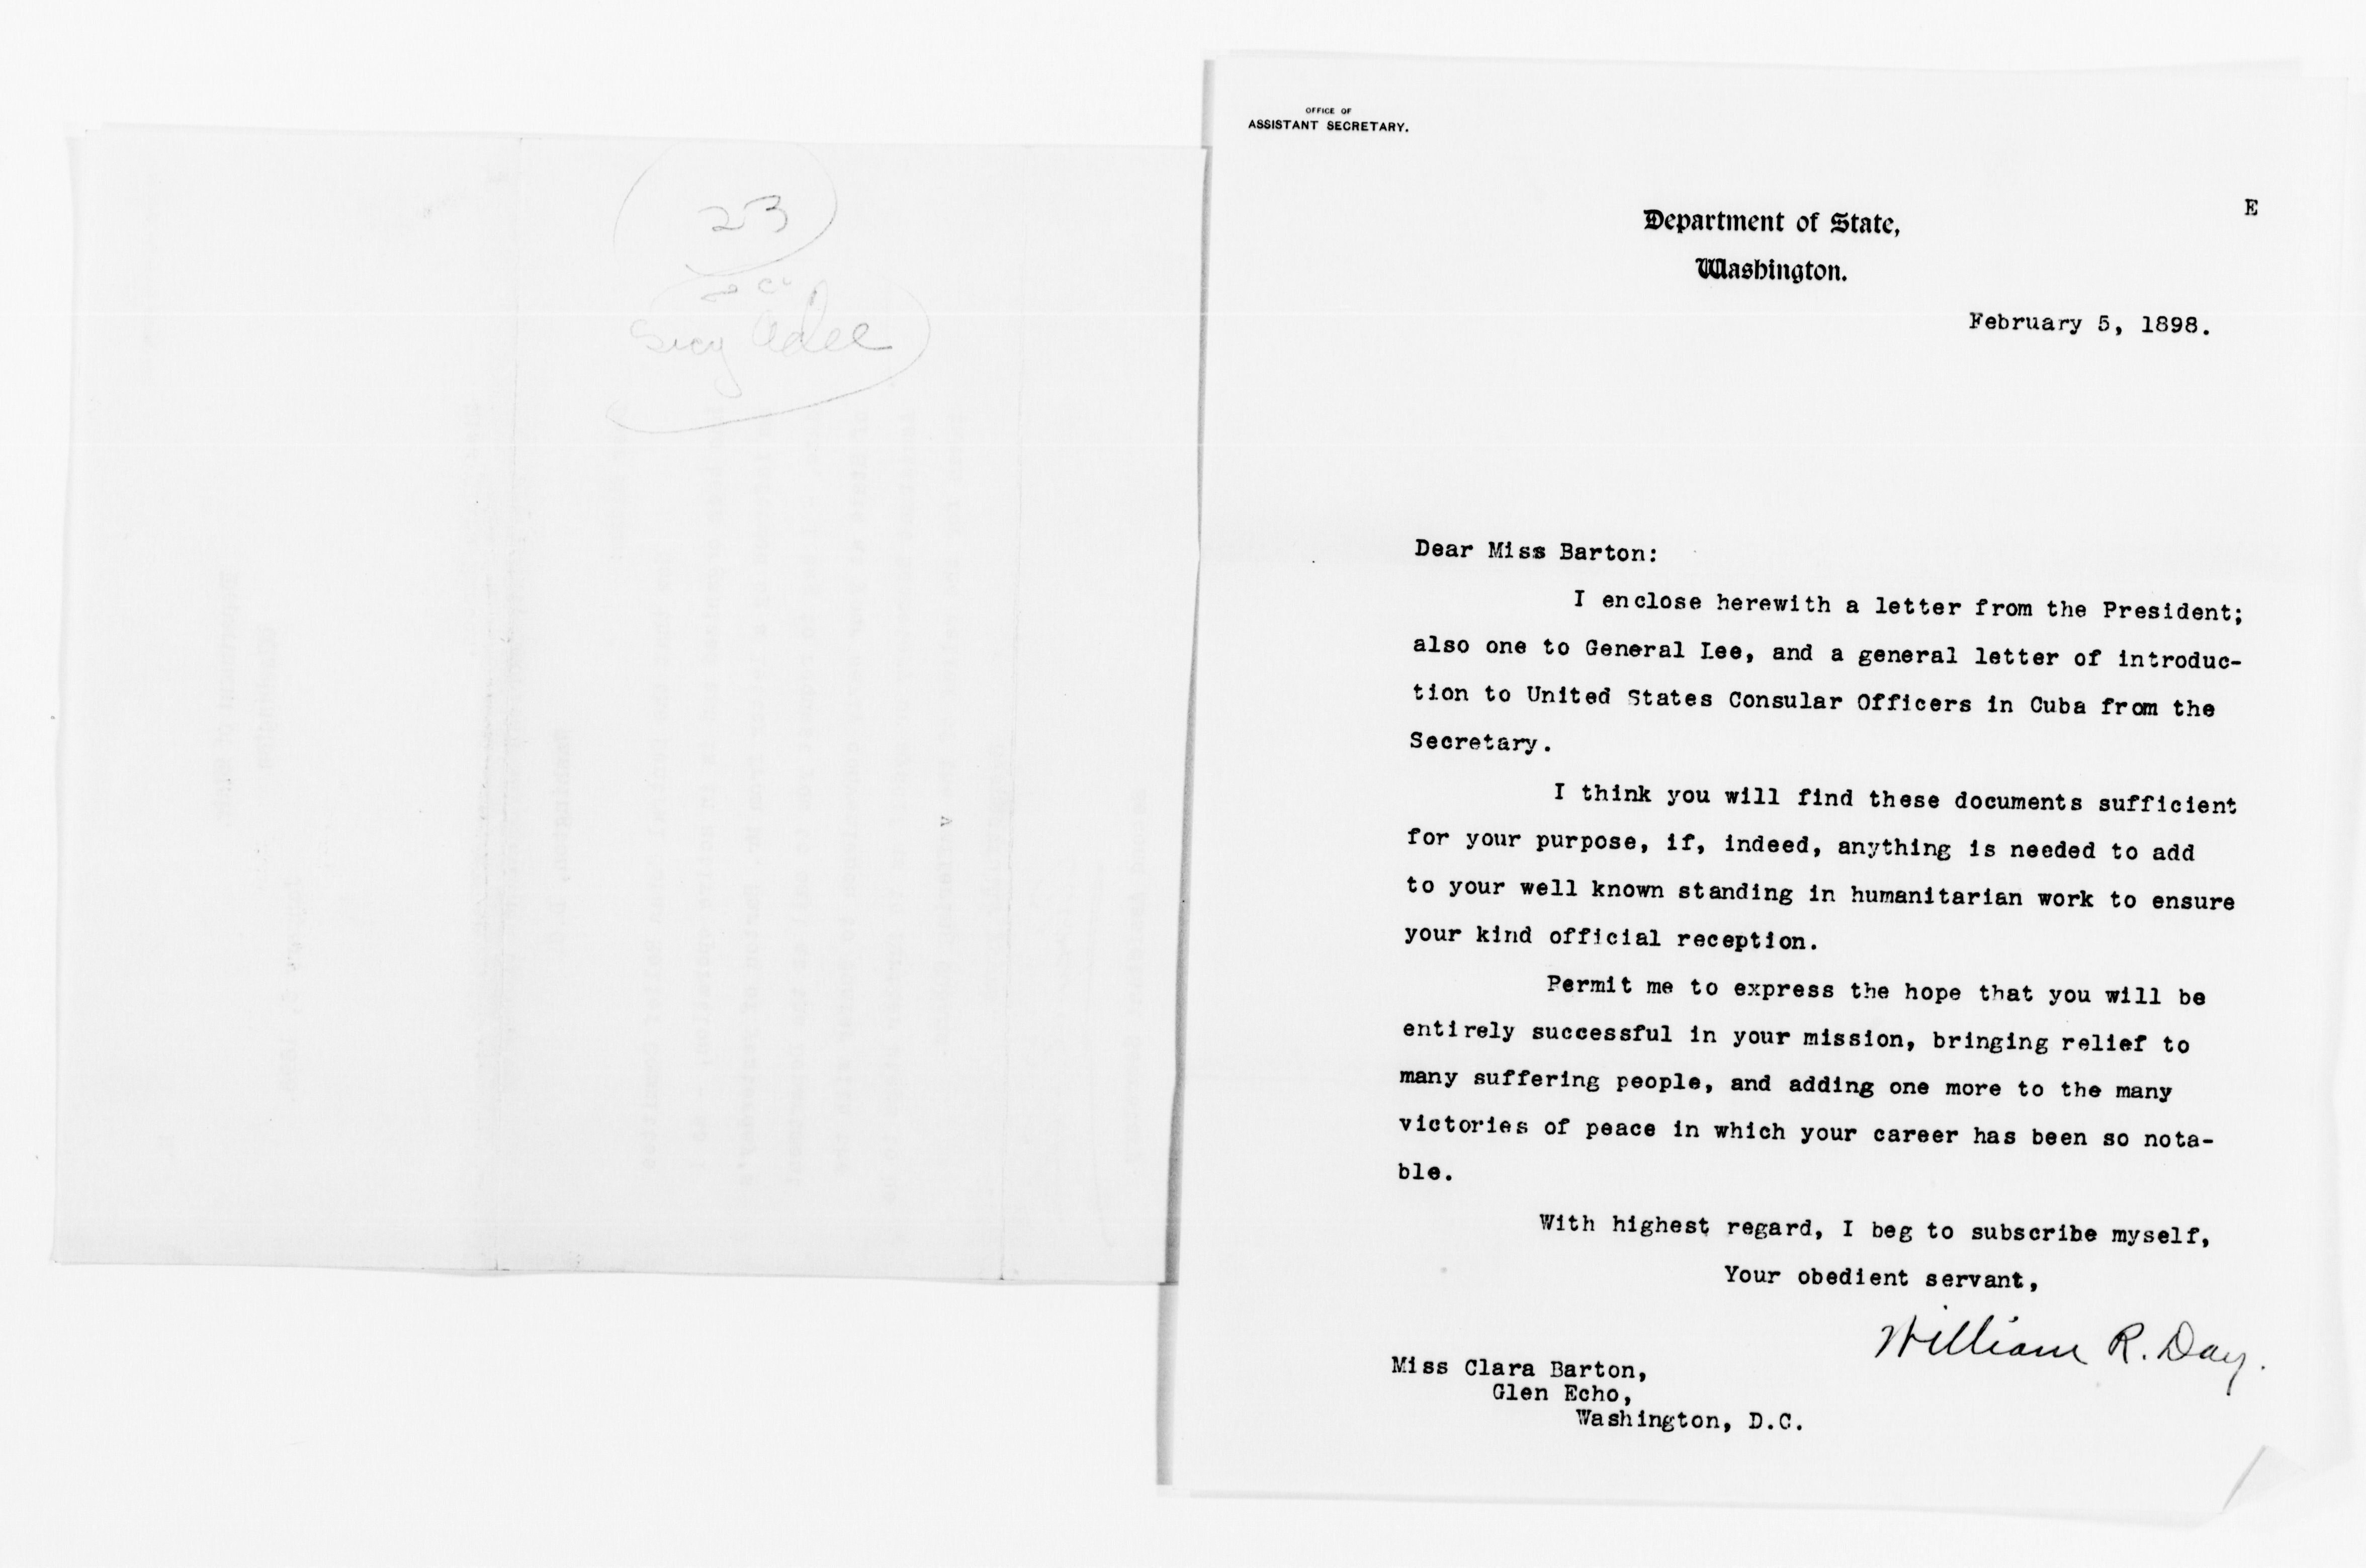 23
Secy Adee
OFFICE OF
ASSISTANT SECRETARY.
E
Department of State,
Washington.
February 5, 1898.
Dear Miss Barton:
I enclose herewith a letter from the President;
also one to General Lee, and a general letter of introduc-
tion to United States Consular Officers in Cuba from the
Secretary.
I think you will find these documents sufficient
for your purpose, if, indeed, anything is needed to add
to your well known standing in humanitarian work to ensure
your kind official reception.
Permit me to express the hope that you will be
entirely successful in your mission, bringing relief to
many suffering people, and adding one more to the many
victories of peace in which your career has been so nota-
ble.
With highest regard, I beg to subscribe myself,
Your obedient servant,
William R. Day.
Miss Clara Barton,
Glen Echo,
Washington, D.C.